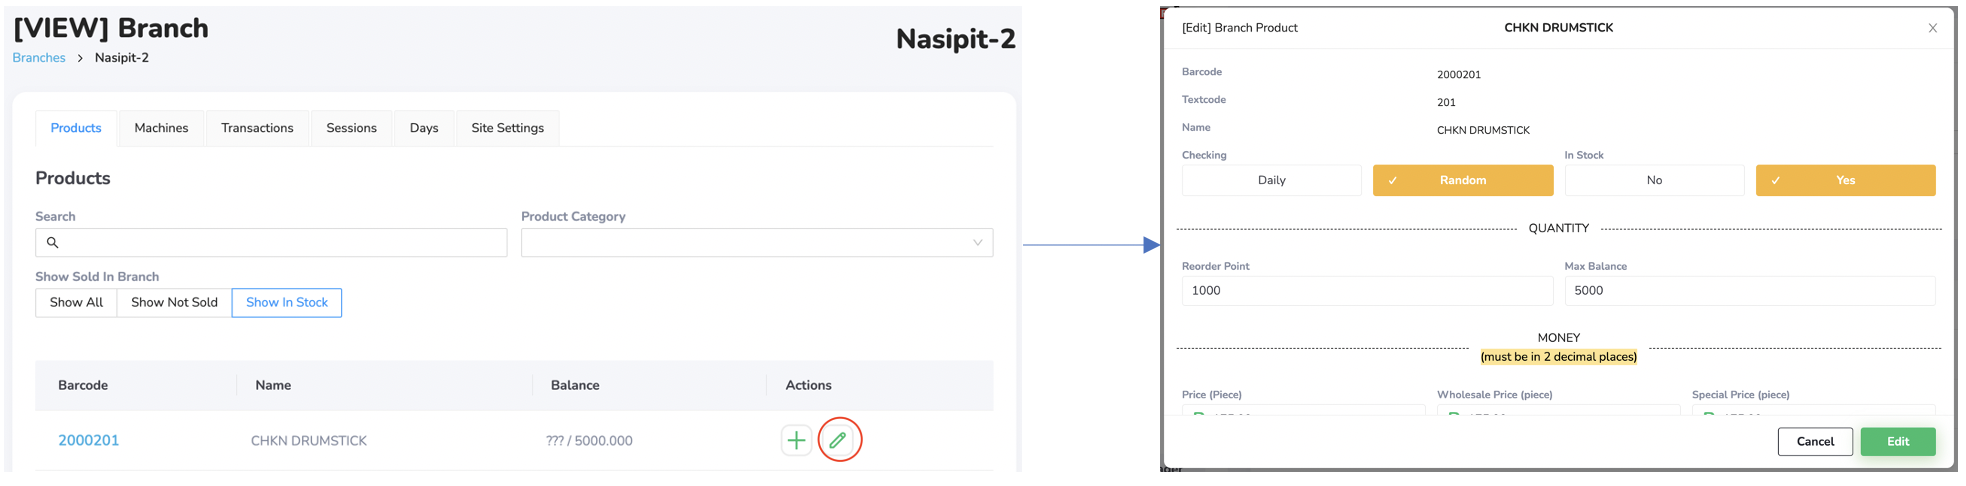 [VIEW] Branch
Nasipit-2
Branches > Nasipit-2
Products
Machines
Transactions
Sessions
Days
Site Settings
Products
Search
Product Category
Show Sold In Branch
Show All
Show Not Sold
Show In Stock
Barcode
Name
Balance
Actions
2000201
CHKN DRUMSTICK
??? / 5000.000
[Edit] Branch Product
CHKN DRUMSTICK
Barcode
2000201
Textcode
201
Name
CHKN DRUMSTICK
Checking
In Stock
Daily
Random
No
Yes
QUANTITY
Reorder Point
Max Balance
1000
5000
MONEY
(must be in 2 decimal places)
Price (Piece)
Wholesale Price (piece)
Special Price (piece)
Cancel
Edit